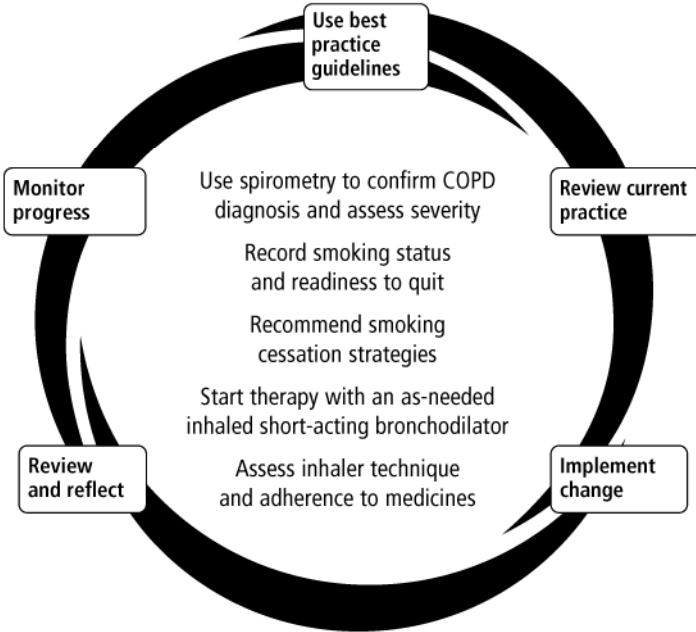 Use best
practice
guidelines
Monitor
progress
Use spirometry to confirm COPD
diagnosis and assess severity
Review current
practice
Record smoking status
and readiness to quit
Recommend smoking
cessation strategies
Start therapy with an as-needed
inhaled short-acting bronchodilator
Review
and reflect
Assess inhaler technique
and adherence to medicines
Implement
change